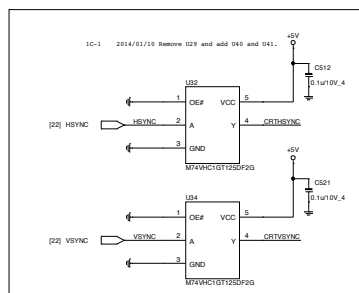 1C-1 2014/01/10 Remove U29 and add U40 and U41.
+5V
C512
0.1u/10V_4
U32
1 OE# VCC 5
[22] HSYNC HSYNC 2 A Y 4 CRTHSYNC
3 GND
M74VHC1GT125DF2G
+5V
C521
0.1u/10V_4
U34
1 OE# VCC 5
[22] VSYNC VSYNC 2 A Y 4 CRTVSYNC
3 GND
M74VHC1GT125DF2G